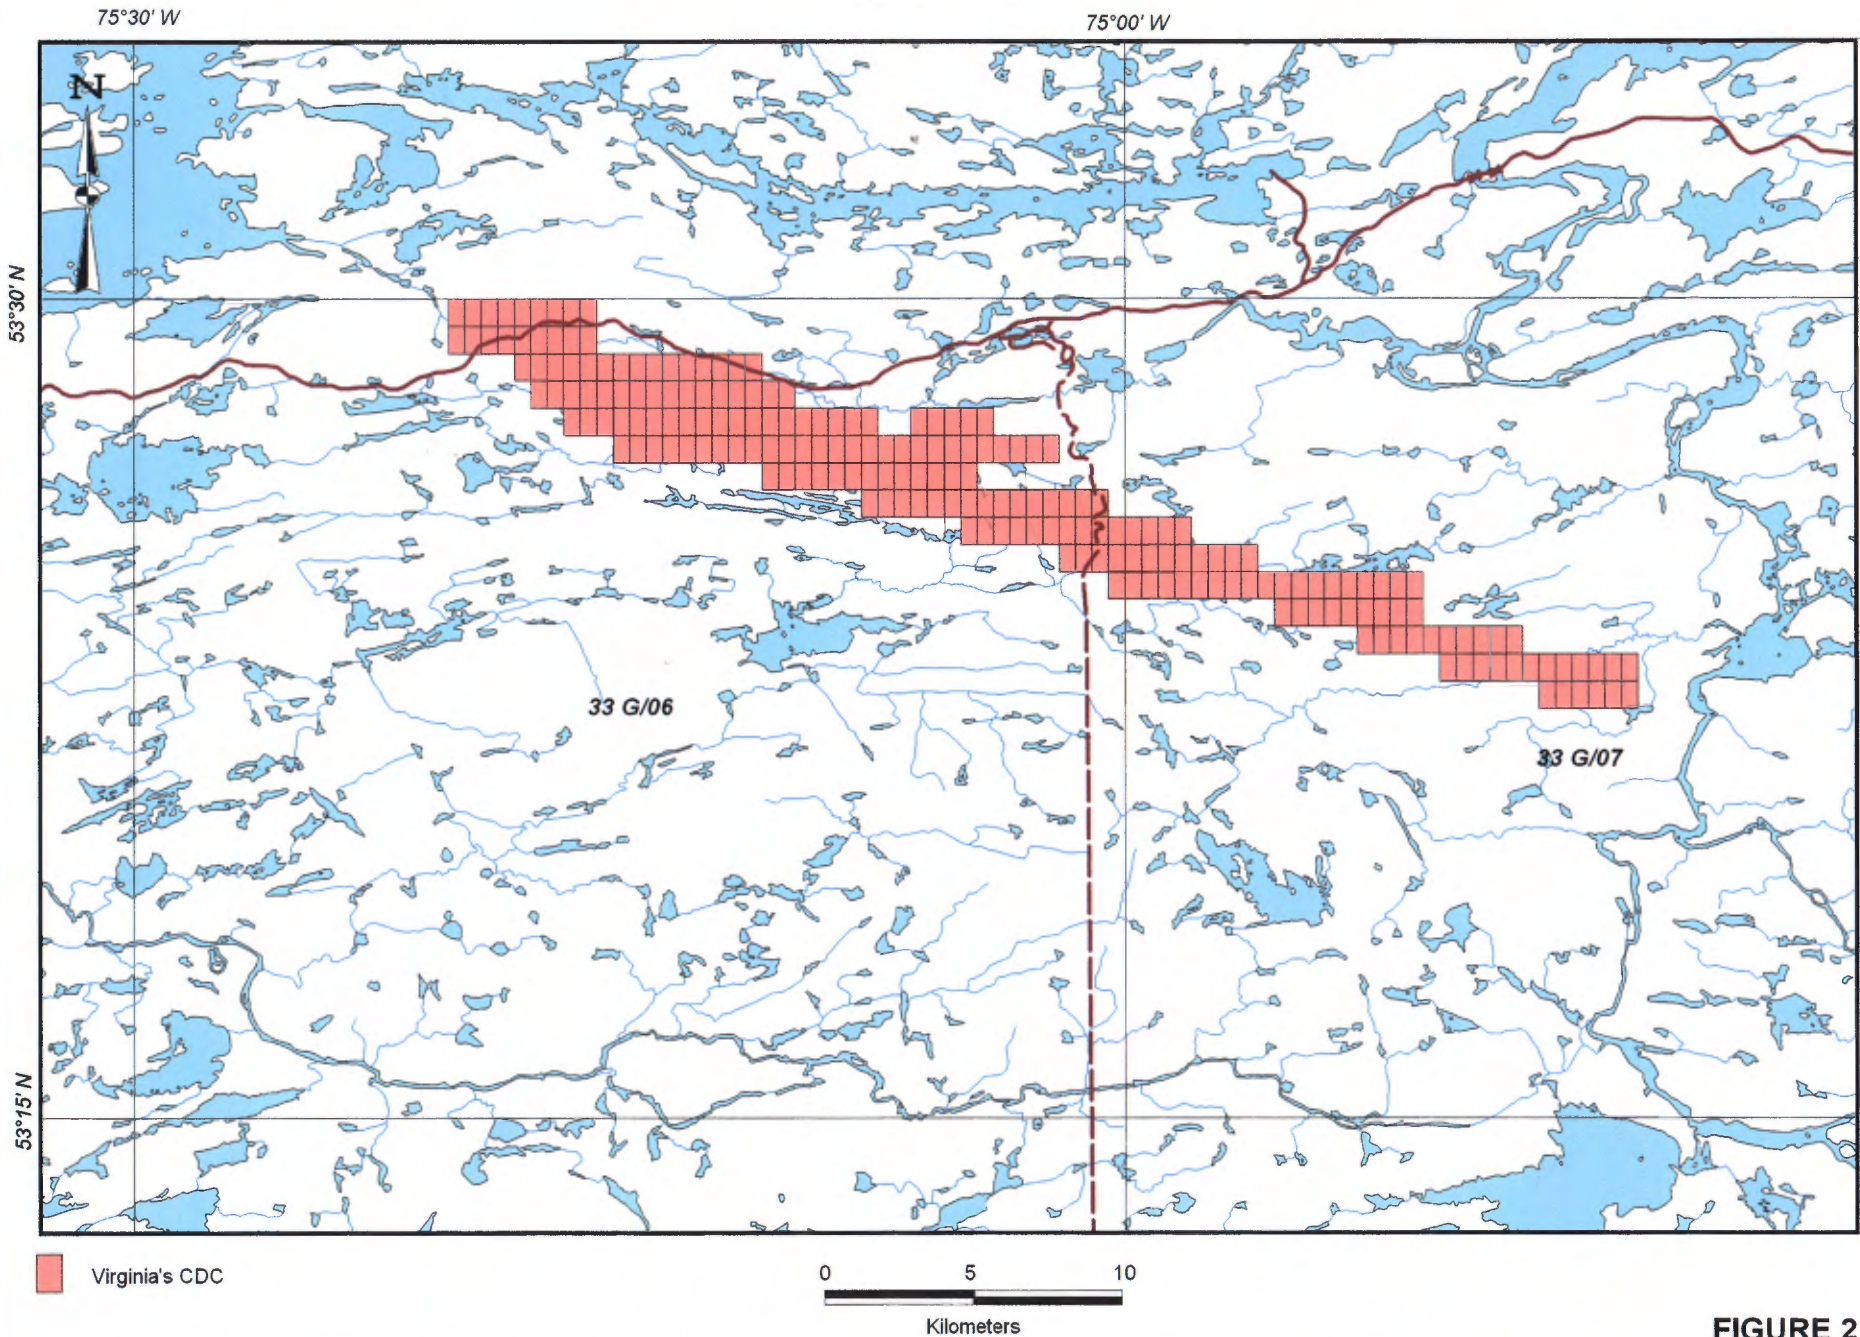 75°30' W
75°00' W
N
53°30' N
33 G/06
33 G/07
53°15' N
Virginia's CDC
0 5 10
Kilometers
FIGURE 2